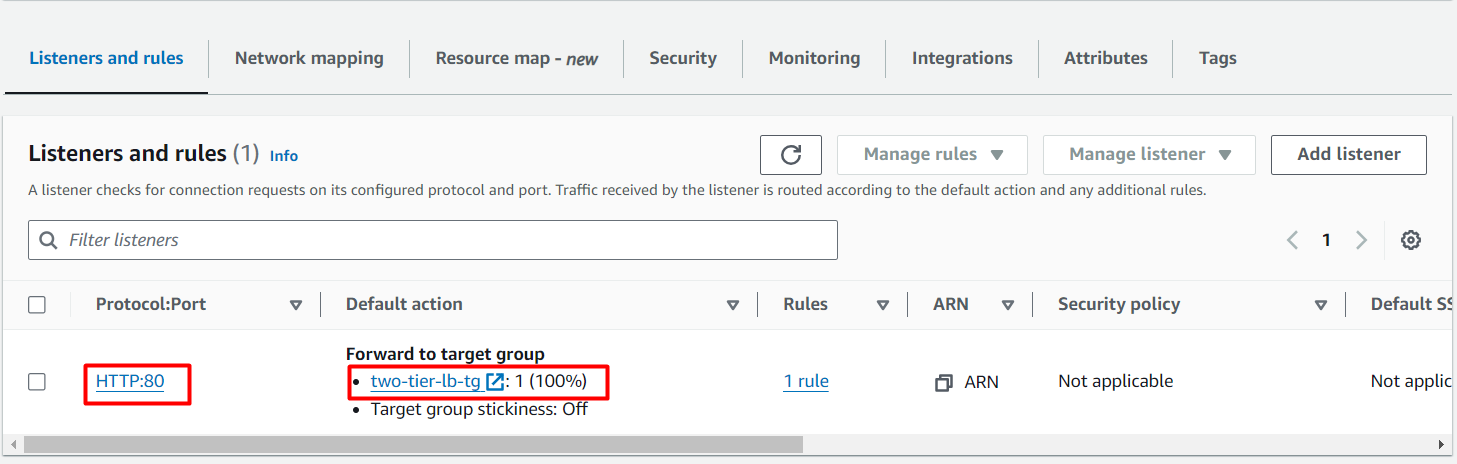 Listeners and rules Network mapping Resource map - new Security Monitoring Integrations Attributes Tags
Listeners and rules (1) Info Manage rules Manage listener Add listener
A listener checks for connection requests on its configured protocol and port. Traffic received by the listener is routed according to the default action and any additional rules.
Filter listeners 1
Protocol:Port Default action Rules ARN Security policy Default SS
Forward to target group
HTTP:80 • two-tier-lb-tg : 1 (100%) 1 rule ARN Not applicable Not applic
• Target group stickiness: Off